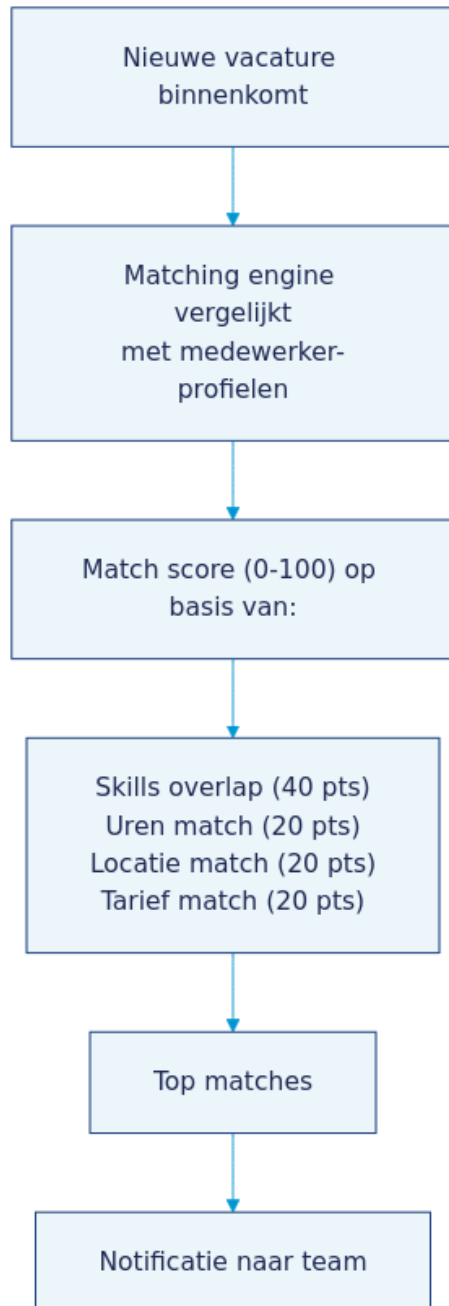 Nieuwe vacature
binnenkomt
Matching engine
vergelijkt
met medewerker-
profielen
Match score (0-100) op
basis van:
Skills overlap (40 pts)
Uren match (20 pts)
Locatie match (20 pts)
Tarief match (20 pts)
Top matches
Notificatie naar team